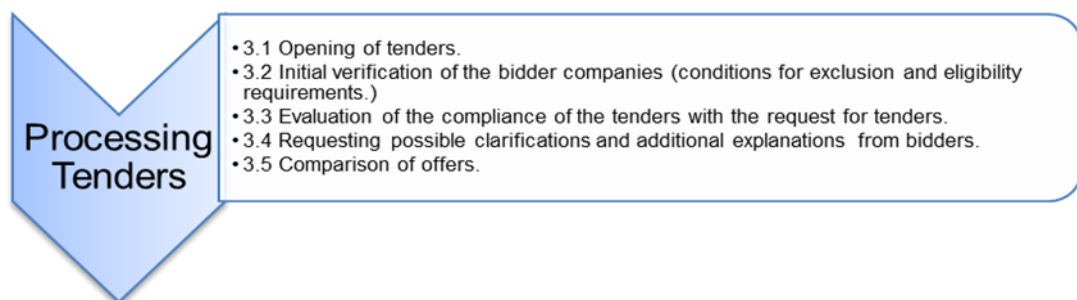 Processing
Tenders
• 3.1 Opening of tenders.
• 3.2 Initial verification of the bidder companies (conditions for exclusion and eligibility
requirements.)
• 3.3 Evaluation of the compliance of the tenders with the request for tenders.
• 3.4 Requesting possible clarifications and additional explanations from bidders.
• 3.5 Comparison of offers.